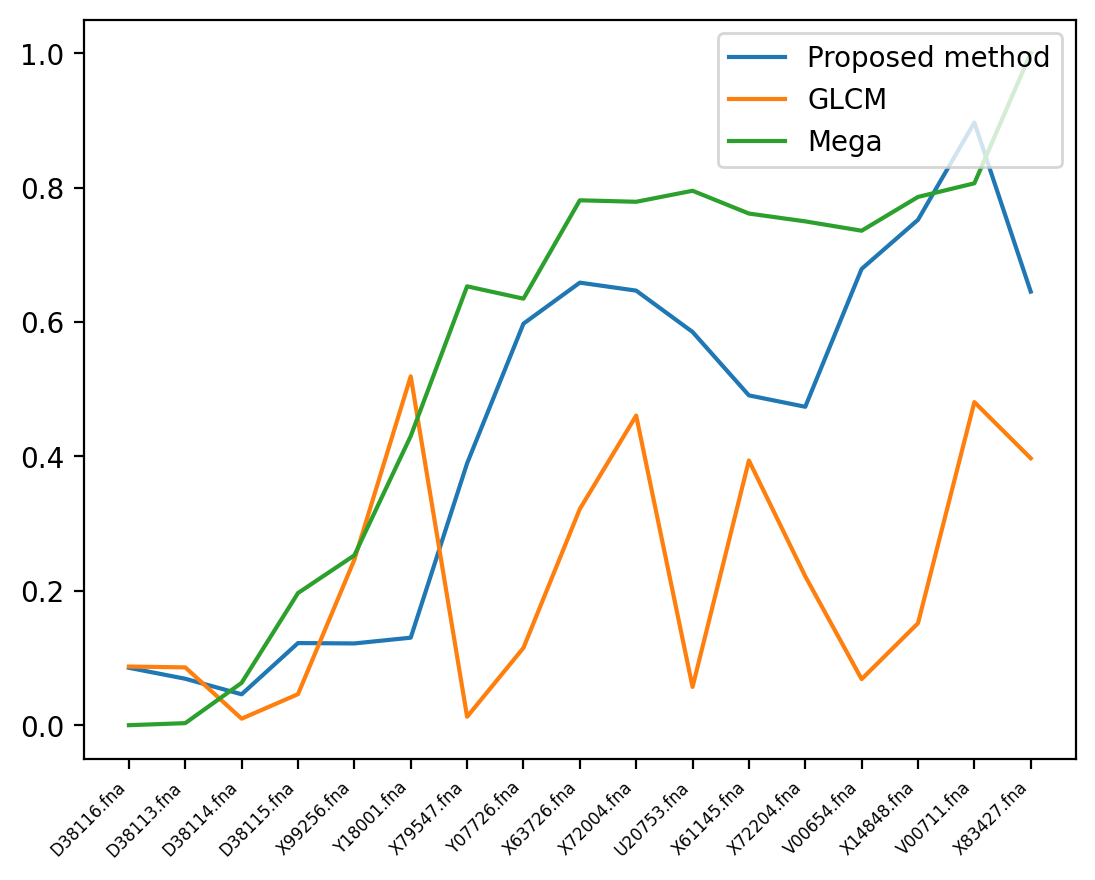 1.0
0.8
0.6
0.4
0.2
0.0
Proposed method
GLCM
Mega
D38116.fna
D38113.fna
D38114.fna
D38115.fna
X99256.fna
Y18001.fna
X79547.fna
Y07726.fna
X63726.fna
X72004.fna
U20753.fna
X61145.fna
X72204.fna
V00654.fna
X14848.fna
V00711.fna
X83427.fna